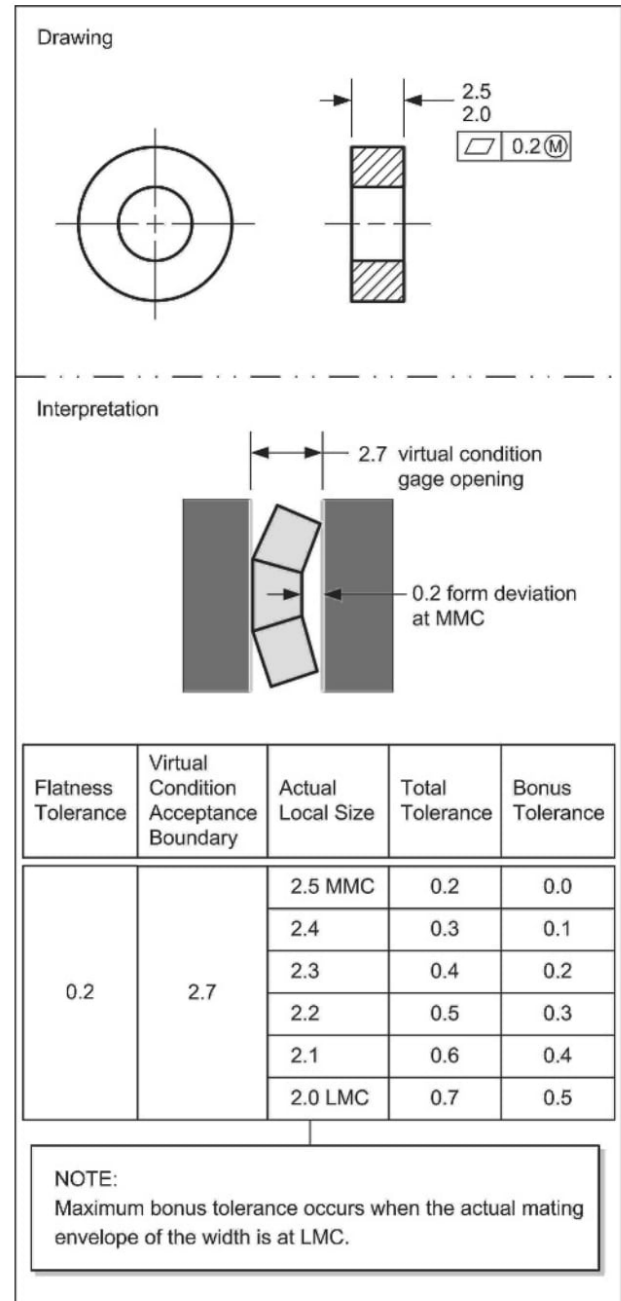 Drawing
2.5
2.0
⏥ 0.2 Ⓜ
Interpretation
2.7 virtual condition
gage opening
0.2 form deviation
at MMC
Flatness Tolerance
Virtual Condition Acceptance Boundary
Actual Local Size
Total Tolerance
Bonus Tolerance
0.2
2.7
2.5 MMC 0.2 0.0
2.4 0.3 0.1
2.3 0.4 0.2
2.2 0.5 0.3
2.1 0.6 0.4
2.0 LMC 0.7 0.5
NOTE:
Maximum bonus tolerance occurs when the actual mating
envelope of the width is at LMC.